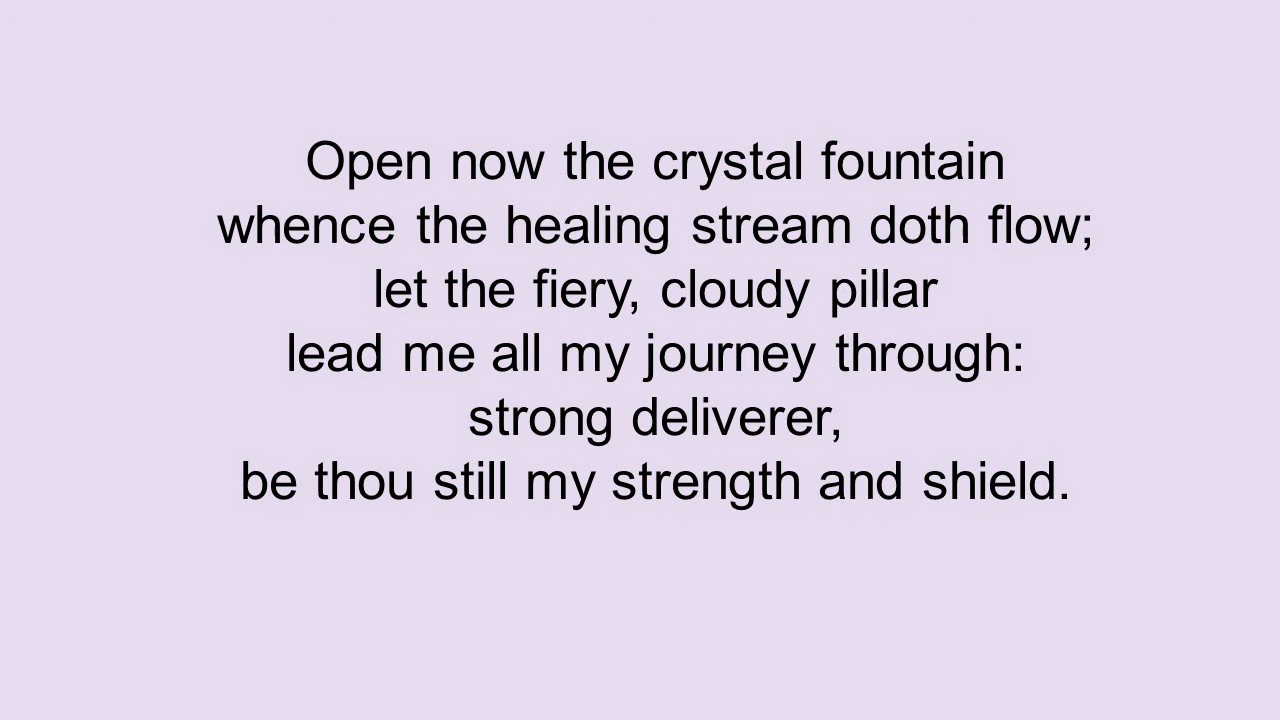 Open now the crystal fountain
whence the healing stream doth flow;
let the fiery, cloudy pillar
lead me all my journey through:
strong deliverer,
be thou still my strength and shield.